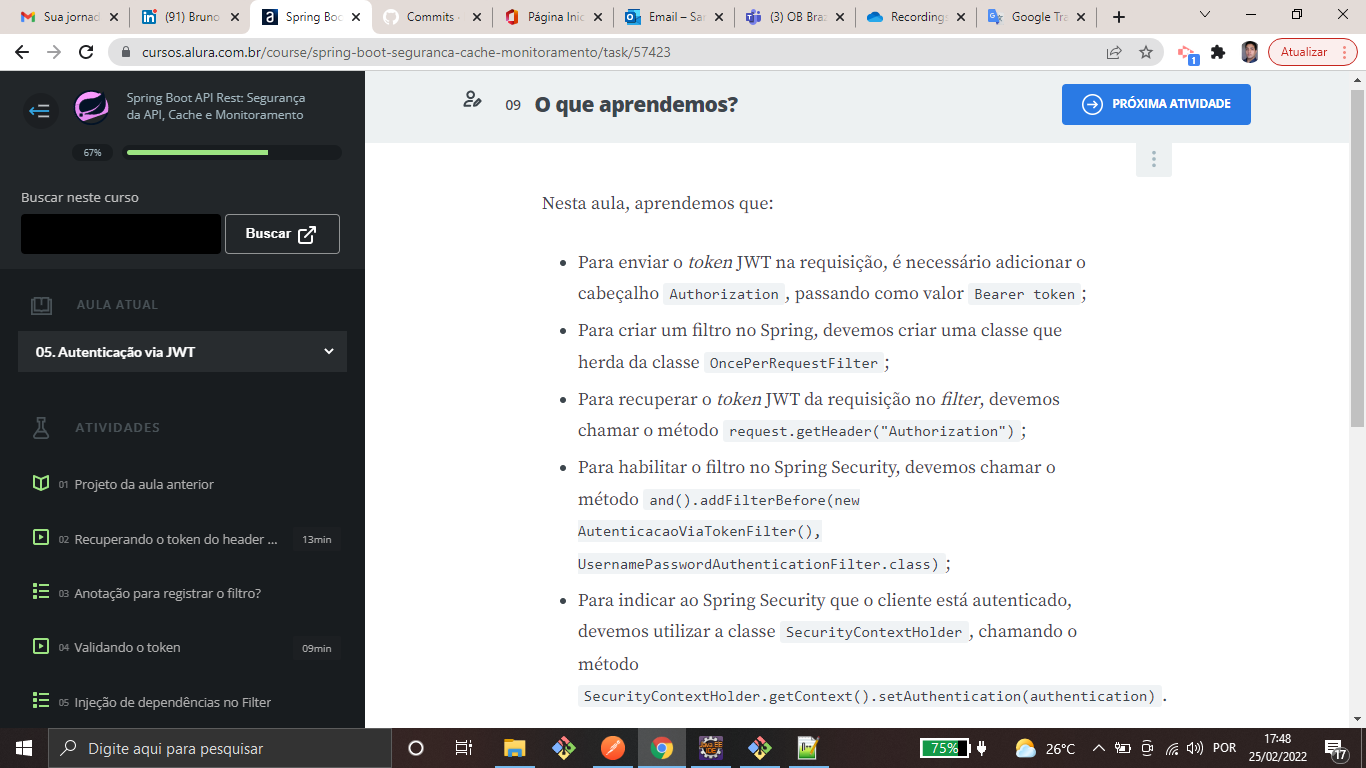 Sua jornad
(91) Bruno
Spring Boo
Commits
Página Inic
Email – Sar
(3) OB Bra
Recordings
Google Tra
cursos.alura.com.br/course/spring-boot-seguranca-cache-monitoramento/task/57423
1
Atualizar
Spring Boot API Rest: Segurança
da API, Cache e Monitoramento
67%
Buscar neste curso
Buscar
AULA ATUAL
05. Autenticação via JWT
ATIVIDADES
01 Projeto da aula anterior
02 Recuperando o token do header ... 13min
03 Anotação para registrar o filtro?
04 Validando o token 09min
05 Injeção de dependências no Filter
09 O que aprendemos?
PRÓXIMA ATIVIDADE
Nesta aula, aprendemos que:
• Para enviar o token JWT na requisição, é necessário adicionar o
cabeçalho Authorization, passando como valor Bearer token;
• Para criar um filtro no Spring, devemos criar uma classe que
herda da classe OncePerRequestFilter;
• Para recuperar o token JWT da requisição no filter, devemos
chamar o método request.getHeader("Authorization");
• Para habilitar o filtro no Spring Security, devemos chamar o
método and().addFilterBefore(new
AutenticacaoViaTokenFilter(),
UsernamePasswordAuthenticationFilter.class);
• Para indicar ao Spring Security que o cliente está autenticado,
devemos utilizar a classe SecurityContextHolder, chamando o
método
SecurityContextHolder.getContext().setAuthentication(authentication).
Digite aqui para pesquisar
75%
26°C
POR
17:48
25/02/2022
17